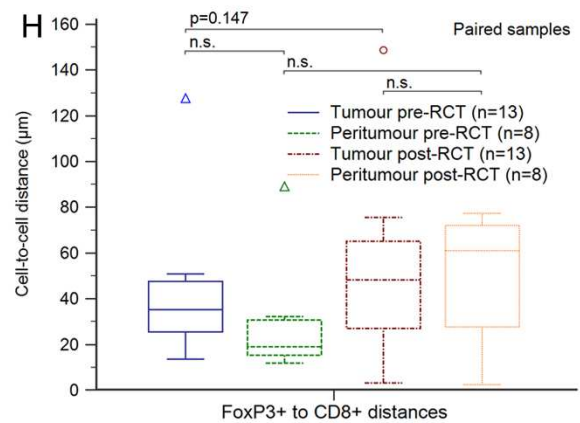 H
160
140
120
100
80
60
40
20
0
Cell-to-cell distance (µm)
p=0.147
Paired samples
n.s.
n.s.
n.s.
Tumour pre-RCT (n=13)
Peritumour pre-RCT (n=8)
Tumour post-RCT (n=13)
Peritumour post-RCT (n=8)
FoxP3+ to CD8+ distances